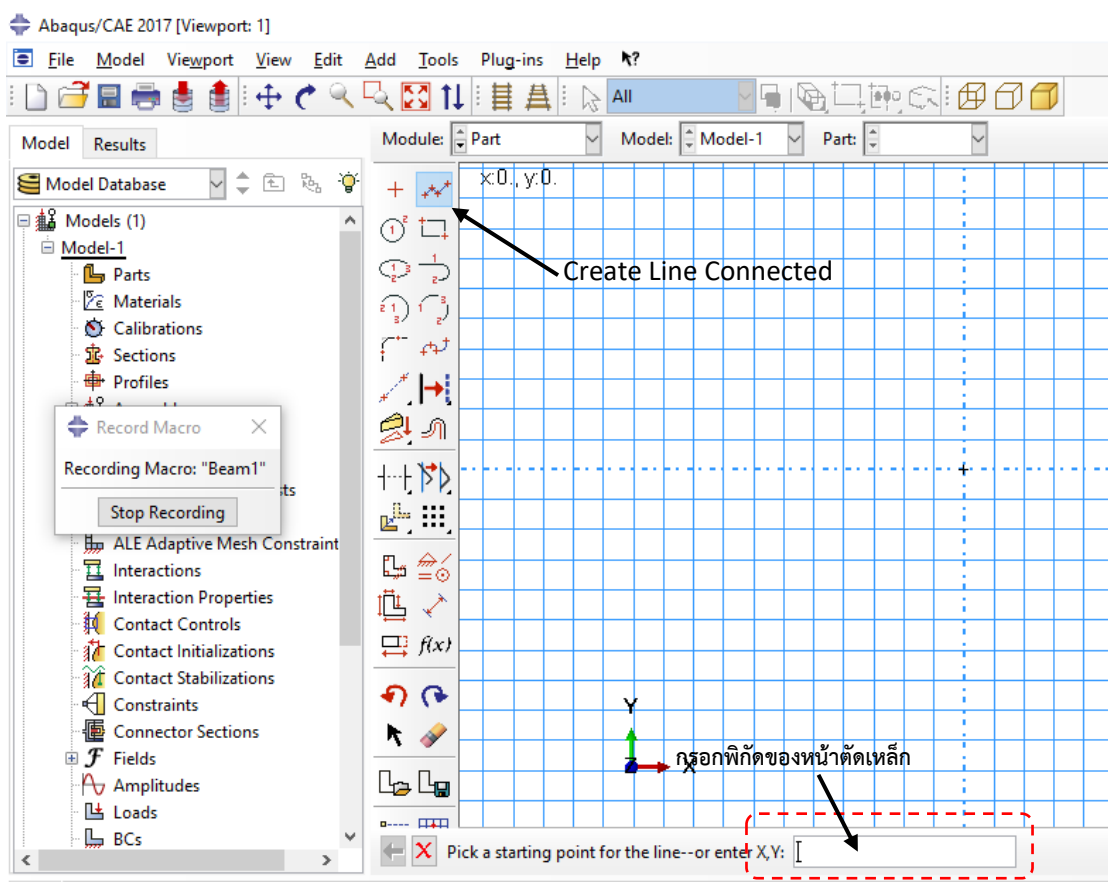 Abaqus/CAE 2017 [Viewport: 1]
File Model Viewport View Edit Add Tools Plug-ins Help
All
Model Results
Module: Part Model: Model-1 Part:
Model Database
x:0., y:0.
Models (1)
Model-1
Create Line Connected
Parts
Materials
Calibrations
Sections
Profiles
Record Macro
Recording Macro: "Beam1"
Stop Recording
ALE Adaptive Mesh Constraint
Interactions
Interaction Properties
Contact Controls
f(x)
Contact Initializations
Contact Stabilizations
Constraints
Y
Connector Sections
Fields
X
Z
กรอกพิกัดของหน้าตัดเหล็ก
Amplitudes
Loads
BCs
Pick a starting point for the line--or enter X,Y: